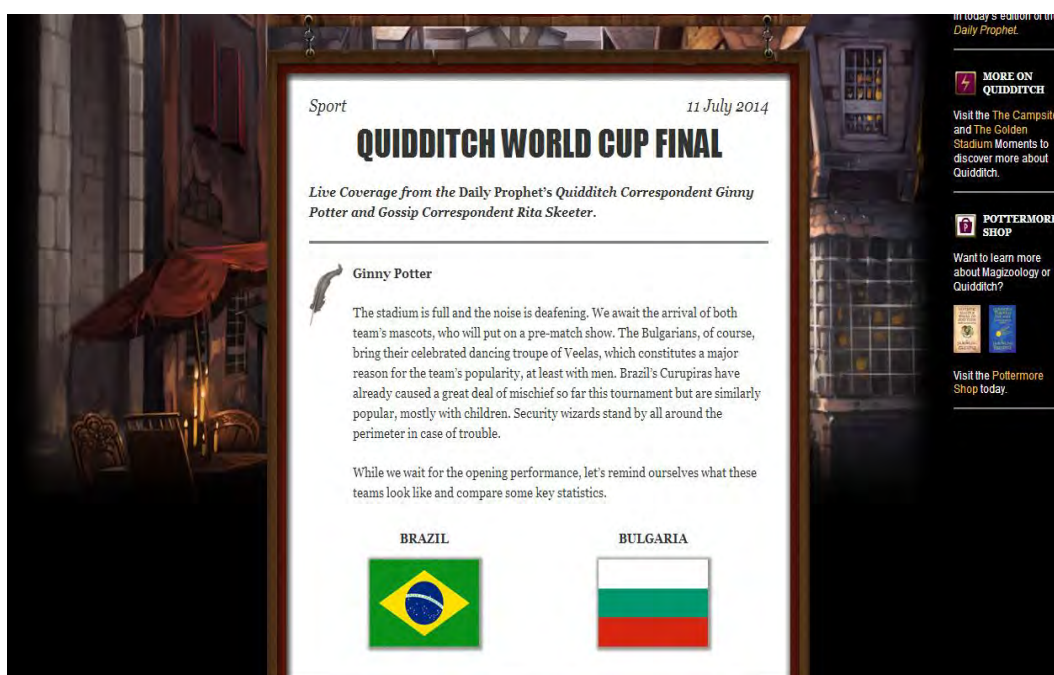 Sport
11 July 2014
QUIDDITCH WORLD CUP FINAL
Live Coverage from the Daily Prophet's Quidditch Correspondent Ginny
Potter and Gossip Correspondent Rita Skeeter.
Ginny Potter
The stadium is full and the noise is deafening. We await the arrival of both
team's mascots, who will put on a pre-match show. The Bulgarians, of course,
bring their celebrated dancing troupe of Veelas, which constitutes a major
reason for the team's popularity, at least with men. Brazil's Curupiras have
already caused a great deal of mischief so far this tournament but are similarly
popular, mostly with children. Security wizards stand by all around the
perimeter in case of trouble.
While we wait for the opening performance, let's remind ourselves what these
teams look like and compare some key statistics.
BRAZIL
BULGARIA
in today's edition of
Daily Prophet.
MORE ON
QUIDDITCH
Visit the The Campsite
and The Golden
Stadium Moments to
discover more about
Quidditch.
POTTERMORE
SHOP
Want to learn more
about Magizoology or
Quidditch?
Visit the Pottermore
Shop today.